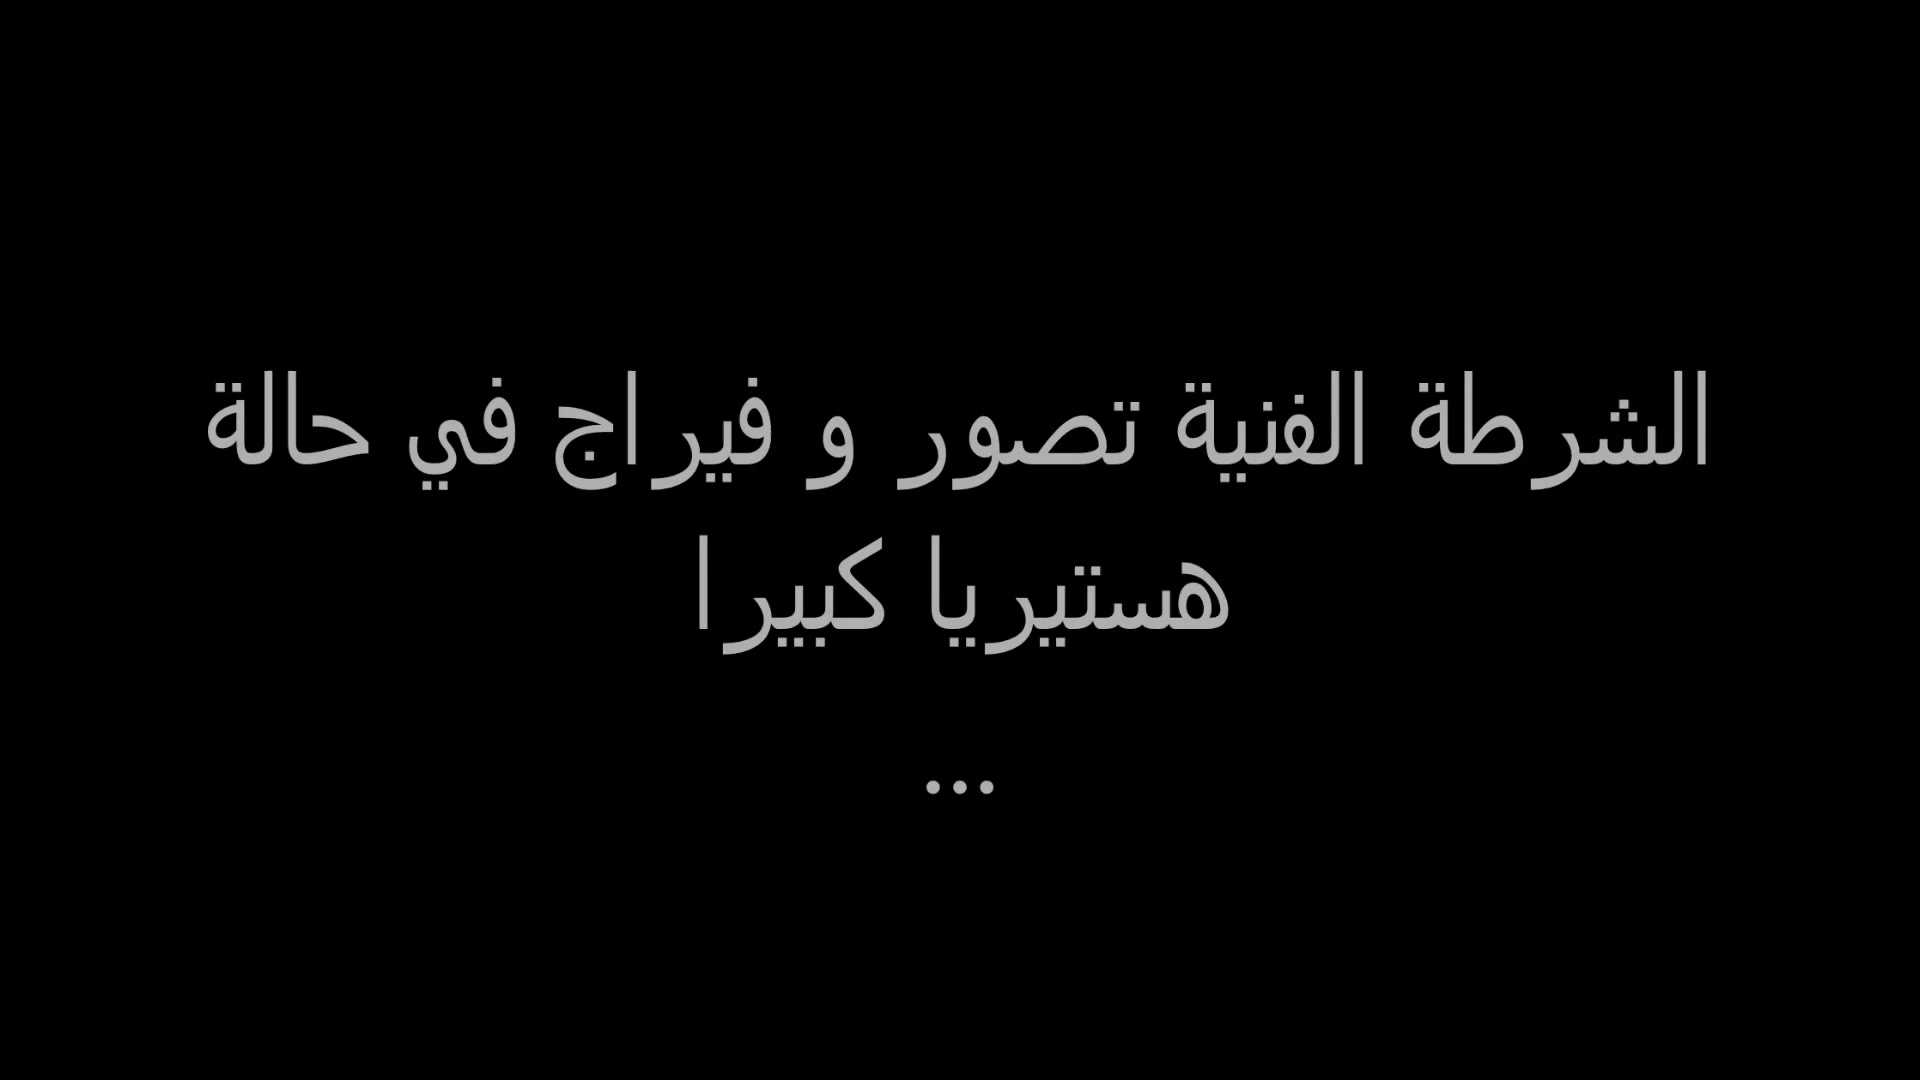 الشرطة الفنية تصور و فيراج في حالة
هستيريا كبيرا
...